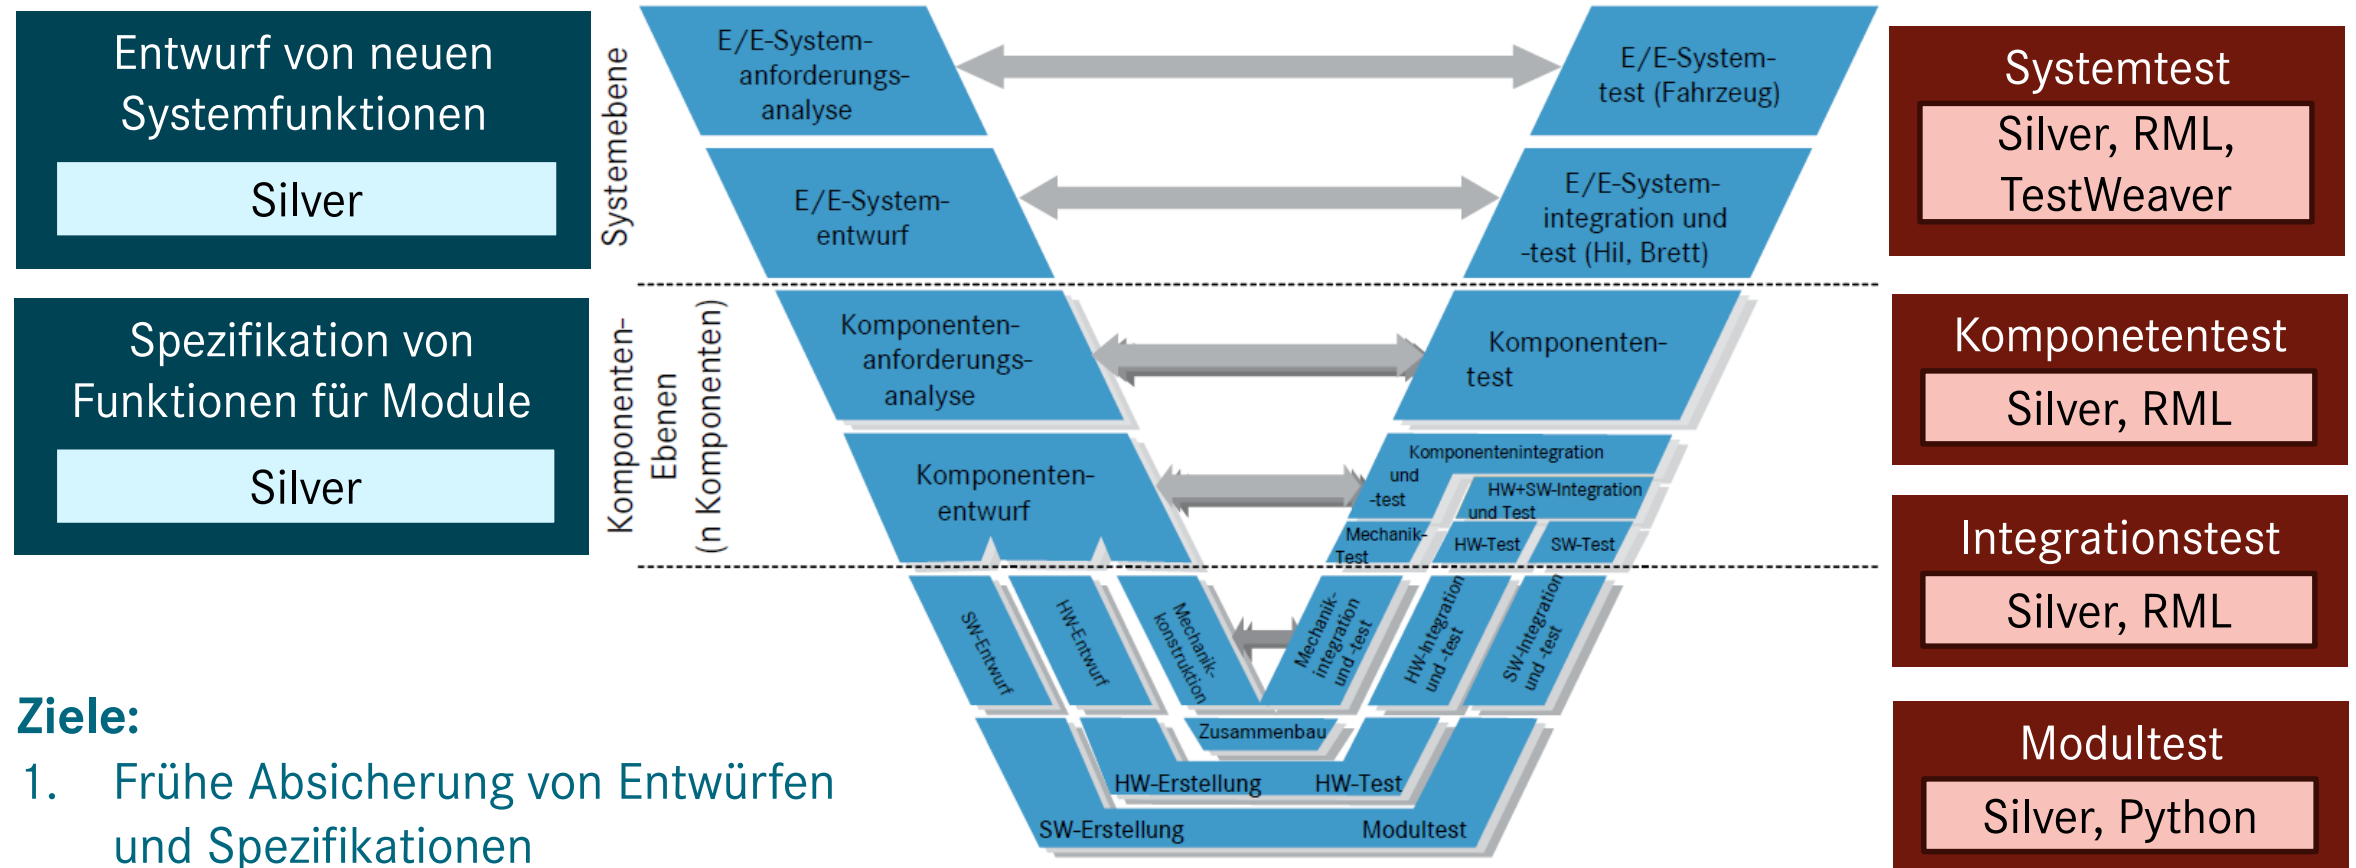 Entwurf von neuen
Systemfunktionen
Silver
Spezifikation von
Funktionen für Module
Silver
Ziele:
1. Frühe Absicherung von Entwürfen
und Spezifikationen
Systemebene
Komponenten-
Ebenen
(n Komponenten)
E/E-System-
anforderungs-
analyse
E/E-System-
entwurf
Komponenten-
anforderungs-
analyse
Komponenten-
entwurf
SW-Entwurf
HW-Entwurf
Mechanik-
konstruktion
Zusammenbau
HW-Erstellung
HW-Test
SW-Erstellung
Modultest
E/E-System-
test (Fahrzeug)
E/E-System-
integration und
-test (Hil, Brett)
Komponenten-
test
Komponentenintegration
und
-test
HW+SW-Integration
und Test
Mechanik-
Test
HW-Test
SW-Test
Mechanik-
integration
und -test
HW-Integration
und -test
SW-Integration
und -test
Systemtest
Silver, RML,
TestWeaver
Komponetentest
Silver, RML
Integrationstest
Silver, RML
Modultest
Silver, Python